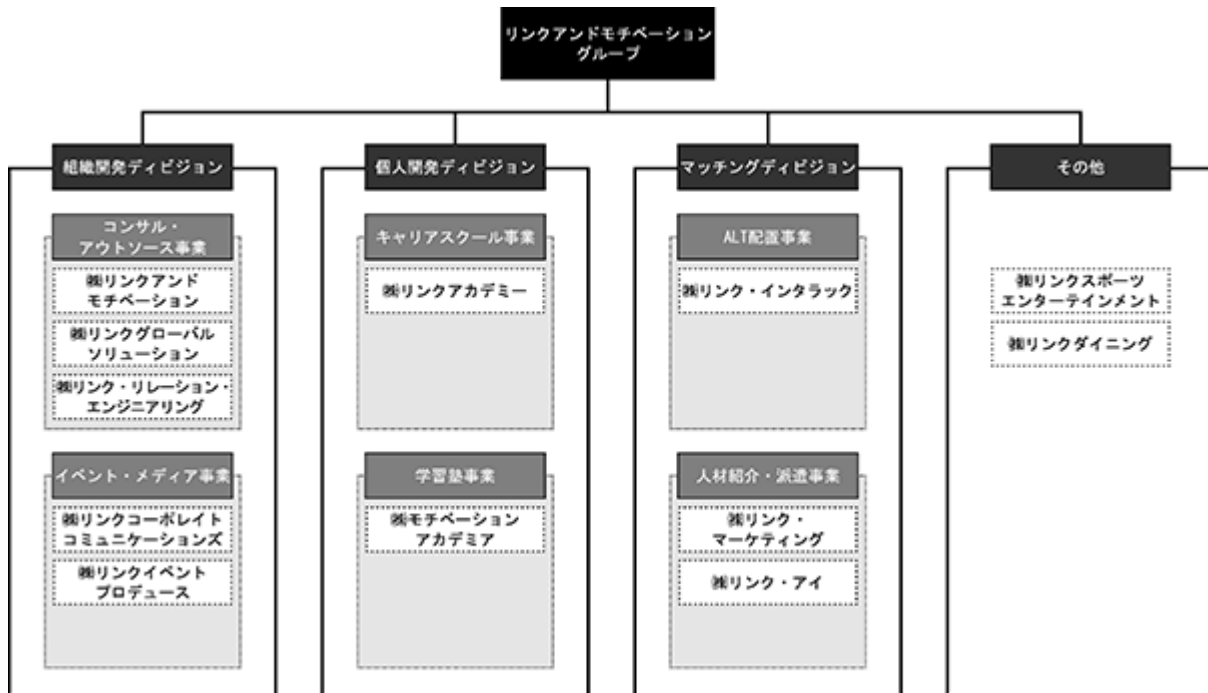 リンクアンドモチベーション
グループ
組織開発ディビジョン
コンサル・
アウトソース事業
㈱リンクアンド
モチベーション
㈱リンクグローバル
ソリューション
㈱リンク・リレーション・
エンジニアリング
イベント・メディア事業
㈱リンクコーポレイト
コミュニケーションズ
㈱リンクイベント
プロデュース
個人開発ディビジョン
キャリアスクール事業
㈱リンクアカデミー
学習塾事業
㈱モチベーション
アカデミア
マッチングディビジョン
ALT配置事業
㈱リンク・インタラック
人材紹介・派遣事業
㈱リンク・
マーケティング
㈱リンク・アイ
その他
㈱リンクスポーツ
エンターテインメント
㈱リンクダイニング